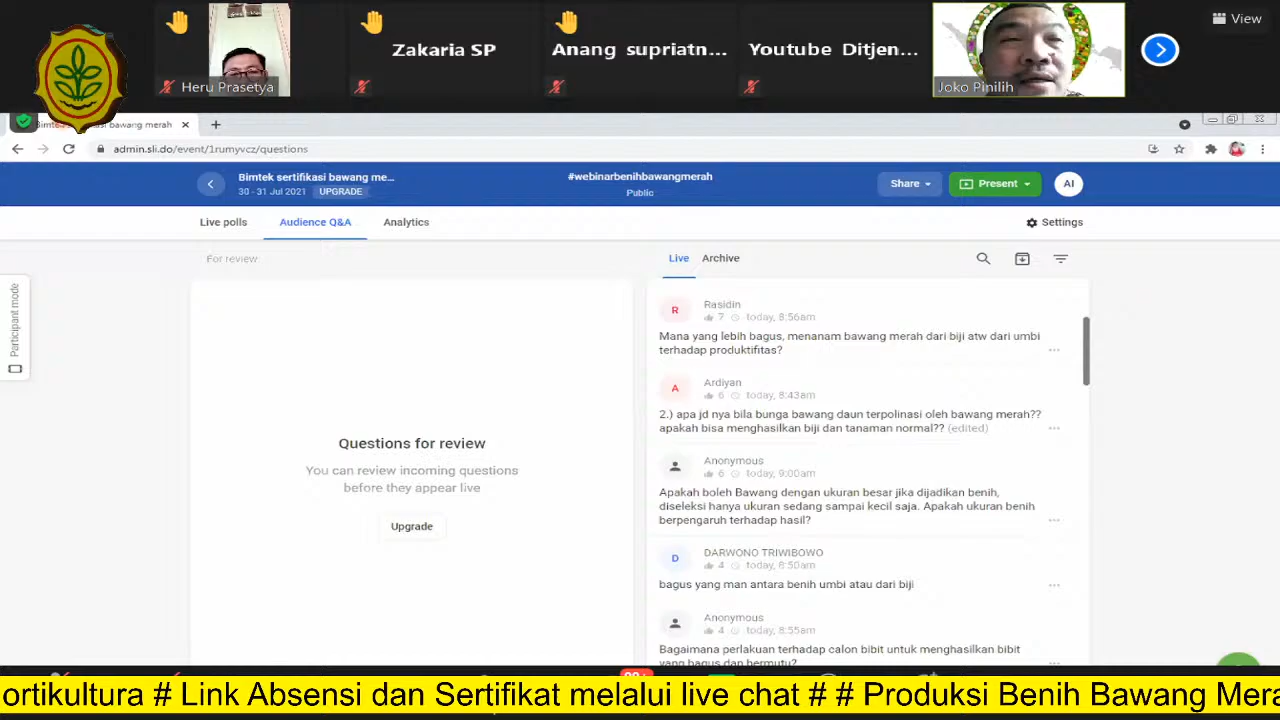 View
Heru Prasetya
Zakaria SP
Anang supriatn...
Youtube Ditjen...
Joko Pinilih
si bawang merah
admin.sli.do/event/1rumyvcz/questions
Bimtek sertifikasi bawang me...
30 - 31 Jul 2021 UPGRADE
#webinarbenihbawangmerah
Public
Share
Present
AI
Live polls
Audience Q&A
Analytics
Settings
For review
Live
Archive
Participant mode
Questions for review
You can review incoming questions
before they appear live
Upgrade
R
Rasidin
7 today, 8:56am
Mana yang lebih bagus, menanam bawang merah dari biji atw dari umbi
terhadap produktifitas?
A
Ardiyan
6 today, 8:43am
2.) apa jd nya bila bunga bawang daun terpolinasi oleh bawang merah??
apakah bisa menghasilkan biji dan tanaman normal?? (edited)
Anonymous
6 today, 9:00am
Apakah boleh Bawang dengan ukuran besar jika dijadikan benih,
diseleksi hanya ukuran sedang sampai kecil saja. Apakah ukuran benih
berpengaruh terhadap hasil?
D
DARWONO TRIWIBOWO
4 today, 8:50am
bagus yang man antara benih umbi atau dari biji
Anonymous
4 today, 8:55am
Bagaimana perlakuan terhadap calon bibit untuk menghasilkan bibit
yang bagus dan bermutu?
ortikultura # Link Absensi dan Sertifikat melalui live chat # # Produksi Benih Bawang Mera